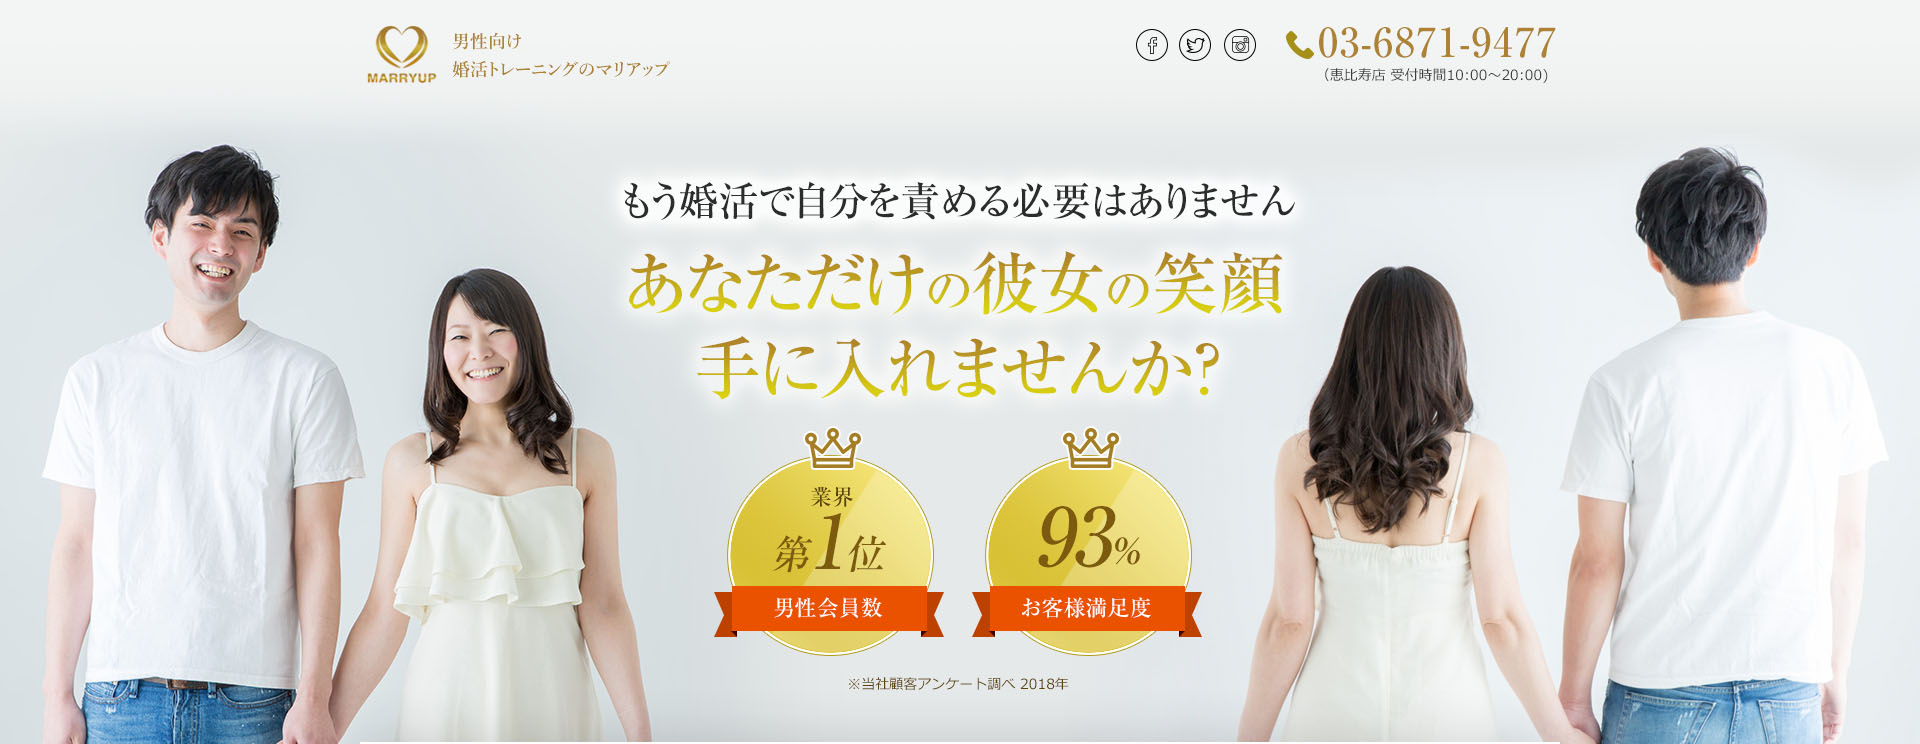 MARRYUP
男性向け
婚活トレーニングのマリアップ
03-6871-9477
（恵比寿店 受付時間10:00～20:00）
もう婚活で自分を責める必要はありません
あなただけの彼女の笑顔
手に入れませんか?
業界
第1位
男性会員数
93%
お客様満足度
※当社顧客アンケート調べ 2018年